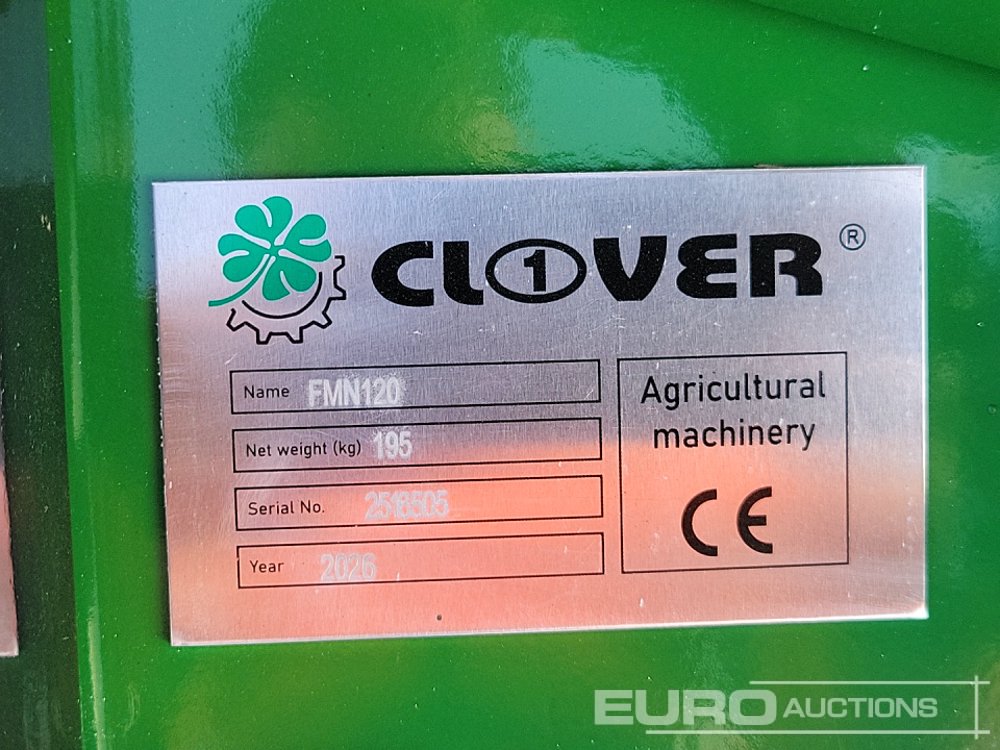 CL1VER ®
Name FMN120
Net weight (kg) 195
Serial No. 2518505
Year 2026
Agricultural
machinery
CE
EURO AUCTIONS